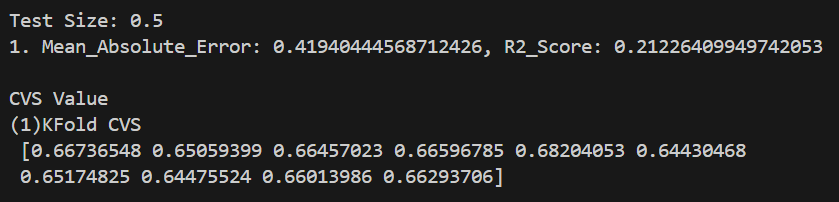 Test Size: 0.5
1. Mean_Absolute_Error: 0.41940444568712426, R2_Score: 0.21226409949742053
CVS Value
(1)KFold CVS
[0.66736548 0.65059399 0.66457023 0.66596785 0.68204053 0.64430468
0.65174825 0.64475524 0.66013986 0.66293706]